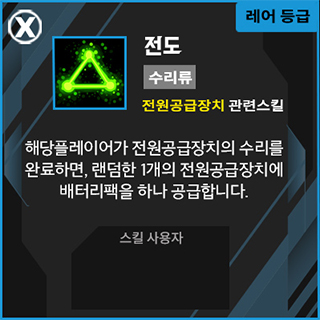 레어 등급
X
전도
수리류
전원공급장치 관련스킬
해당플레이어가 전원공급장치의 수리를
완료하면, 랜덤한 1개의 전원공급장치에
배터리팩을 하나 공급합니다.
스킬 사용자